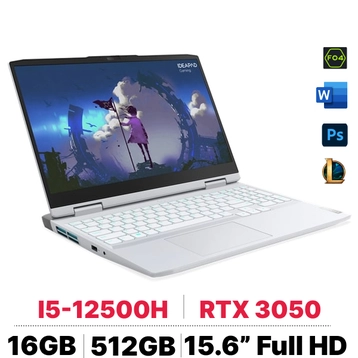 IDEAPAD
Gaming
FO4
W
Ps
L
I5-12500H | RTX 3050
16GB | 512GB | 15.6” Full HD